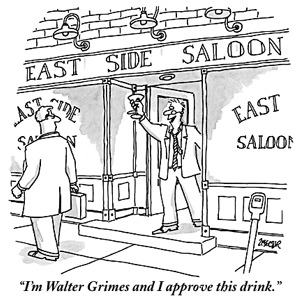 EAST SIDE SALOON
EAST SIDE
SALOON
EAST
SALOON
"I'm Walter Grimes and I approve this drink."